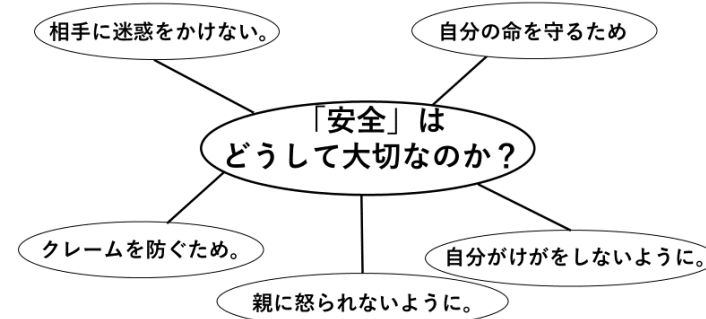 相手に迷惑をかけない。
自分の命を守るため
「安全」は
どうして大切なのか？
クレームを防ぐため。
自分がけがをしないように。
親に怒られないように。